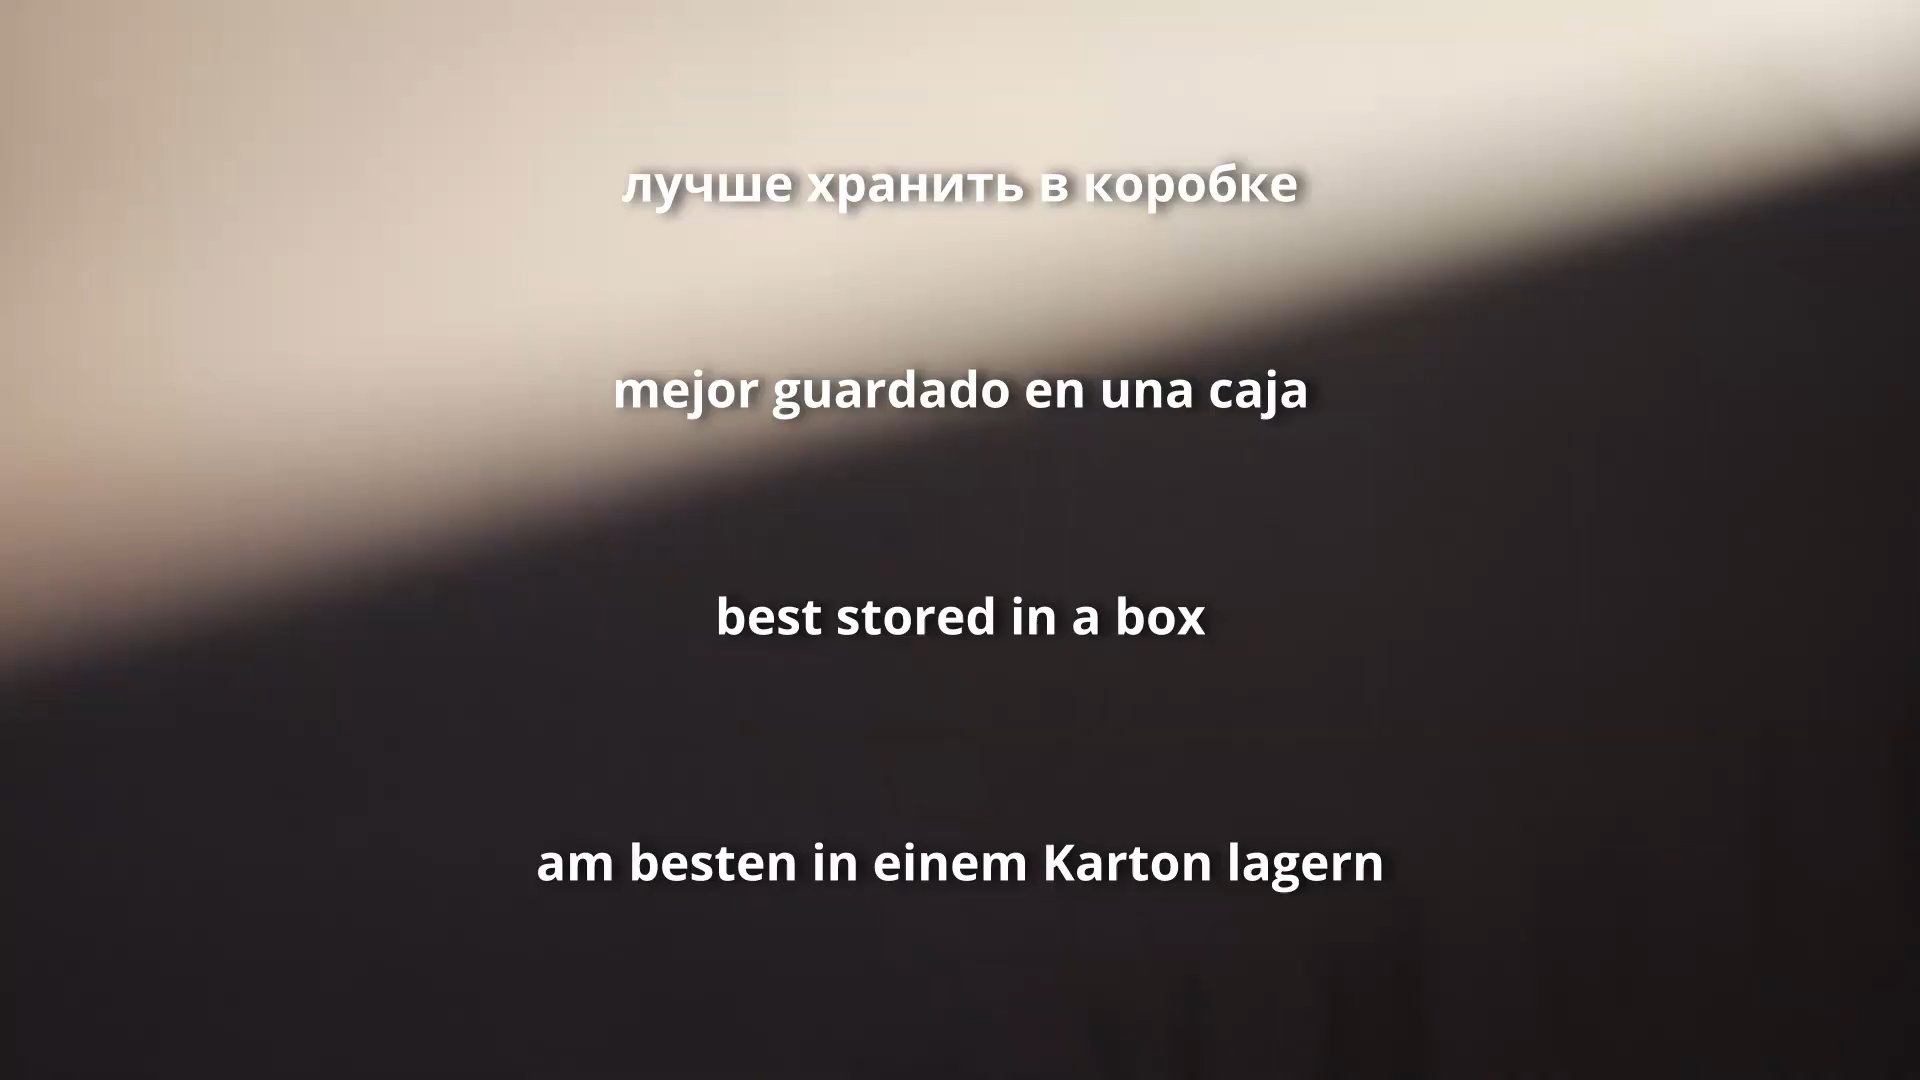 лучше хранить в коробке
mejor guardado en una caja
best stored in a box
am besten in einem Karton lagern